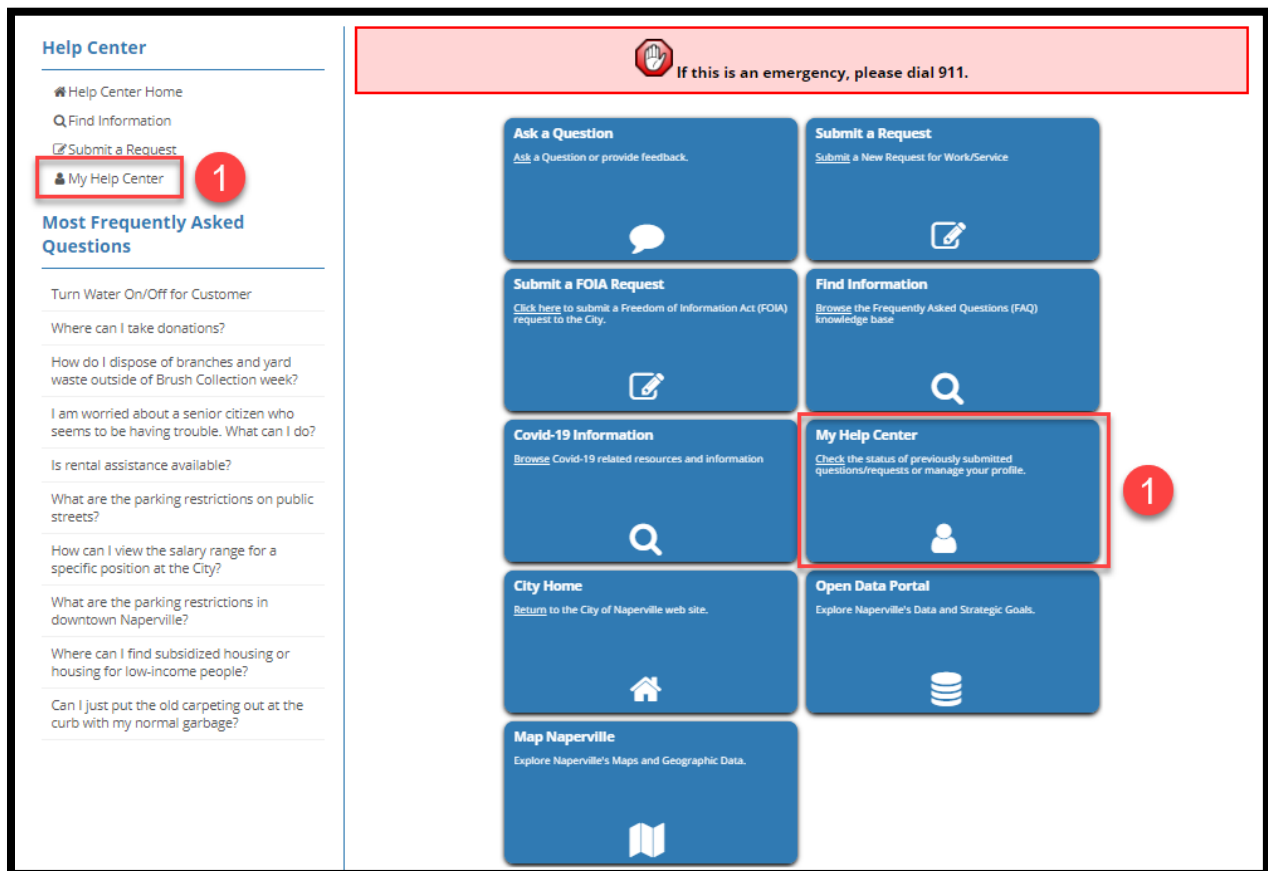 Help Center
Help Center Home
Find Information
Submit a Request
My Help Center
1
Most Frequently Asked
Questions
Turn Water On/Off for Customer
Where can I take donations?
How do I dispose of branches and yard
waste outside of Brush Collection week?
I am worried about a senior citizen who
seems to be having trouble. What can I do?
Is rental assistance available?
What are the parking restrictions on public
streets?
How can I view the salary range for a
specific position at the City?
What are the parking restrictions in
downtown Naperville?
Where can I find subsidized housing or
housing for low-income people?
Can I just put the old carpeting out at the
curb with my normal garbage?
If this is an emergency, please dial 911.
Ask a Question
Ask a Question or provide feedback.
Submit a Request
Submit a New Request for Work/Service
Submit a FOIA Request
Click here to submit a Freedom of Information Act (FOIA)
request to the City.
Find Information
Browse the Frequently Asked Questions (FAQ)
knowledge base
Covid-19 Information
Browse Covid-19 related resources and information
My Help Center
Check the status of previously submitted
questions/requests or manage your profile.
1
City Home
Return to the City of Naperville web site.
Open Data Portal
Explore Naperville's Data and Strategic Goals.
Map Naperville
Explore Naperville's Maps and Geographic Data.